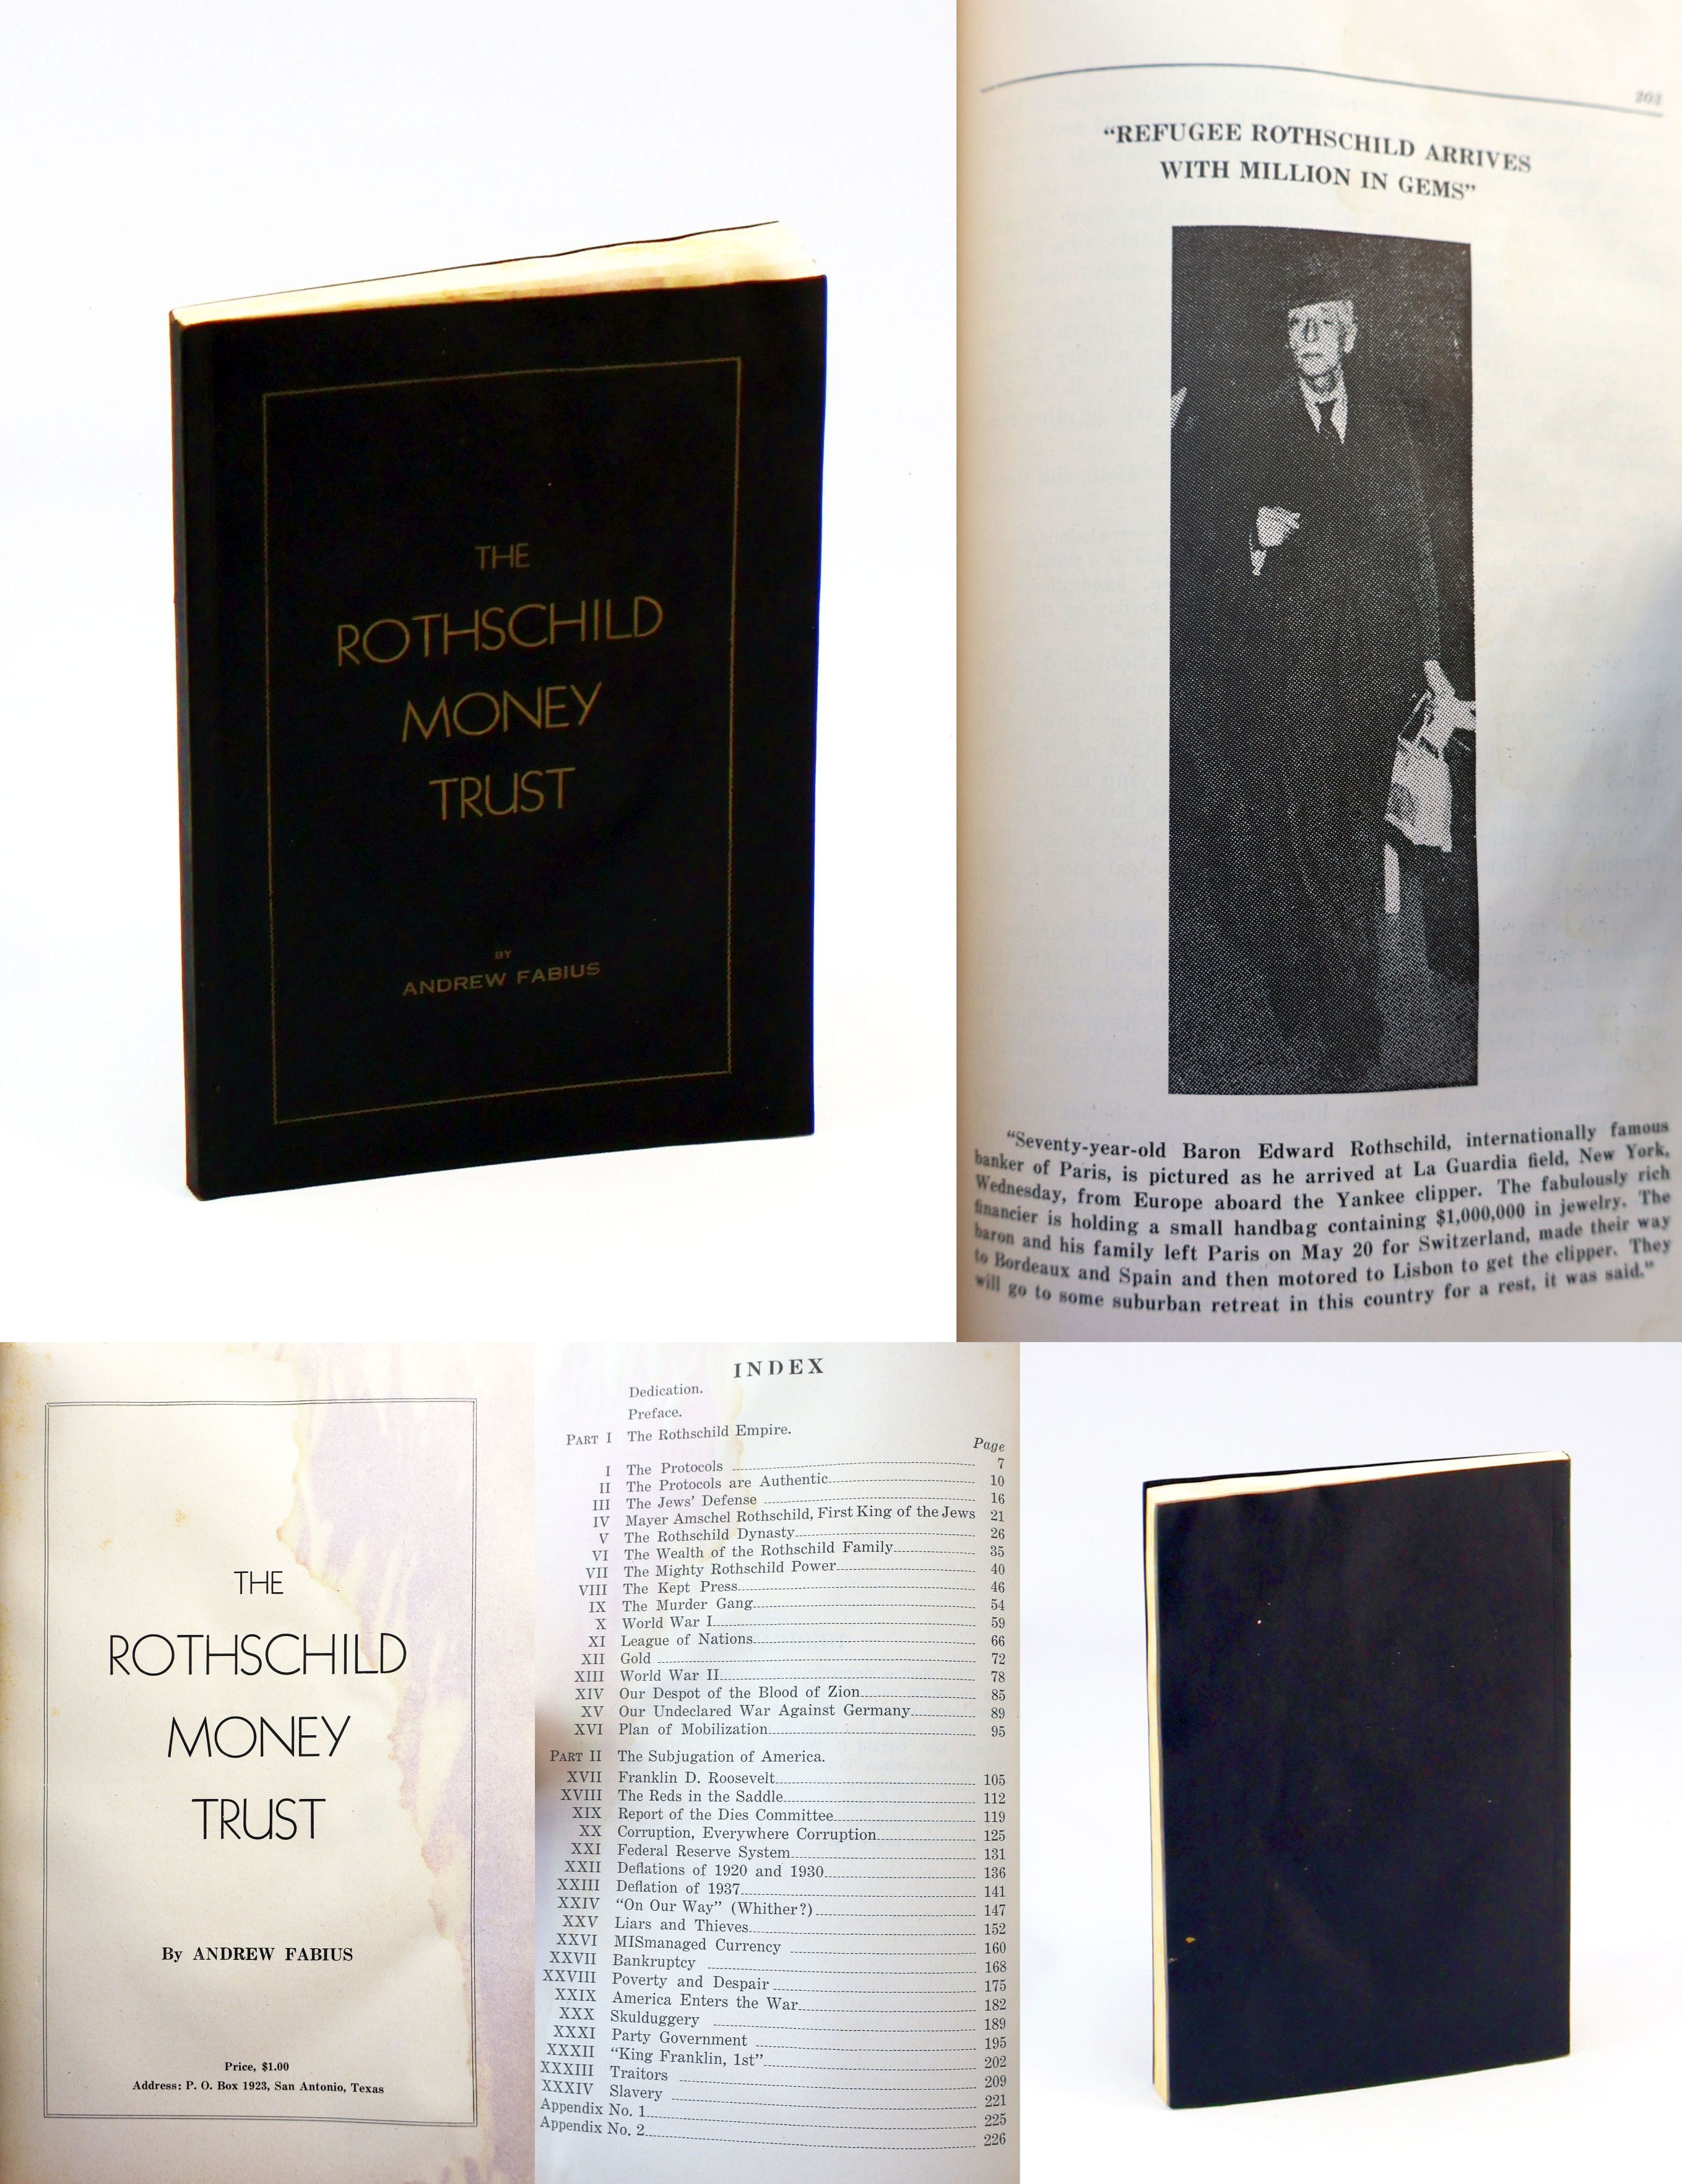 THE
ROTHSCHILD
MONEY
TRUST
BY
ANDREW FABIUS
203
"REFUGEE ROTHSCHILD ARRIVES
WITH MILLION IN GEMS"
"Seventy-year-old Baron Edward Rothschild, internationally famous
banker of Paris, is pictured as he arrived at La Guardia field, New York,
Wednesday, from Europe aboard the Yankee clipper. The fabulously rich
financier is holding a small handbag containing $1,000,000 in jewelry. The
baron and his family left Paris on May 20 for Switzerland, made their way
to Bordeaux and Spain and then motored to Lisbon to get the clipper. They
will go to some suburban retreat in this country for a rest, it was said."
THE
ROTHSCHILD
MONEY
TRUST
By ANDREW FABIUS
Price, $1.00
Address: P. O. Box 1923, San Antonio, Texas
INDEX
Dedication.
Preface.
PART I The Rothschild Empire.
Page
I The Protocols 7
II The Protocols are Authentic 10
III The Jews' Defense 16
IV Mayer Amschel Rothschild, First King of the Jews 21
V The Rothschild Dynasty 26
VI The Wealth of the Rothschild Family 35
VII The Mighty Rothschild Power 40
VIII The Kept Press 46
IX The Murder Gang 54
X World War I 59
XI League of Nations 66
XII Gold 72
XIII World War II 78
XIV Our Despot of the Blood of Zion 85
XV Our Undeclared War Against Germany 89
XVI Plan of Mobilization 95
PART II The Subjugation of America.
XVII Franklin D. Roosevelt 105
XVIII The Reds in the Saddle 112
XIX Report of the Dies Committee 119
XX Corruption, Everywhere Corruption 125
XXI Federal Reserve System 131
XXII Deflations of 1920 and 1930 136
XXIII Deflation of 1937 141
XXIV "On Our Way" (Whither?) 147
XXV Liars and Thieves 152
XXVI MISmanaged Currency 160
XXVII Bankruptcy 168
XXVIII Poverty and Despair 175
XXIX America Enters the War 182
XXX Skulduggery 189
XXXI Party Government 195
XXXII "King Franklin, 1st" 202
XXXIII Traitors 209
XXXIV Slavery 221
Appendix No. 1 225
Appendix No. 2 226